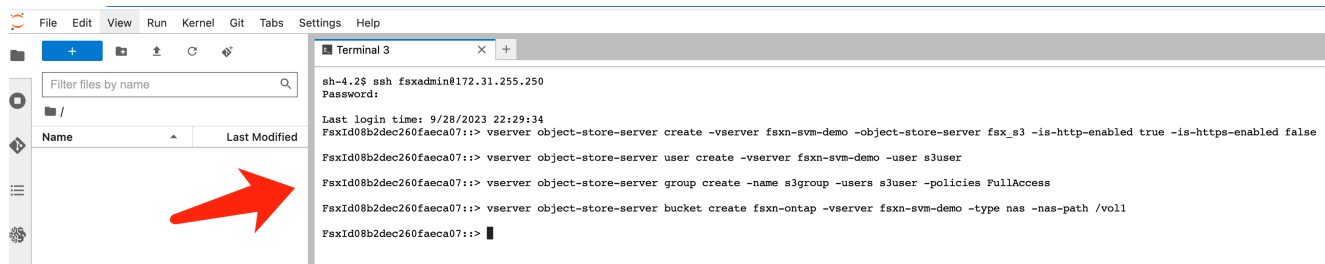 File Edit View Run Kernel Git Tabs Settings Help
+
Filter files by name
/
Name Last Modified
Terminal 3
sh-4.2$ ssh fsxadmin@172.31.255.250
Password:
Last login time: 9/28/2023 22:29:34
FsxId08b2dec260faeca07::> vserver object-store-server create -vserver fsxn-svm-demo -object-store-server fsx_s3 -is-http-enabled true -is-https-enabled false
FsxId08b2dec260faeca07::> vserver object-store-server user create -vserver fsxn-svm-demo -user s3user
FsxId08b2dec260faeca07::> vserver object-store-server group create -name s3group -users s3user -policies FullAccess
FsxId08b2dec260faeca07::> vserver object-store-server bucket create fsxn-ontap -vserver fsxn-svm-demo -type nas -nas-path /vol1
FsxId08b2dec260faeca07::>